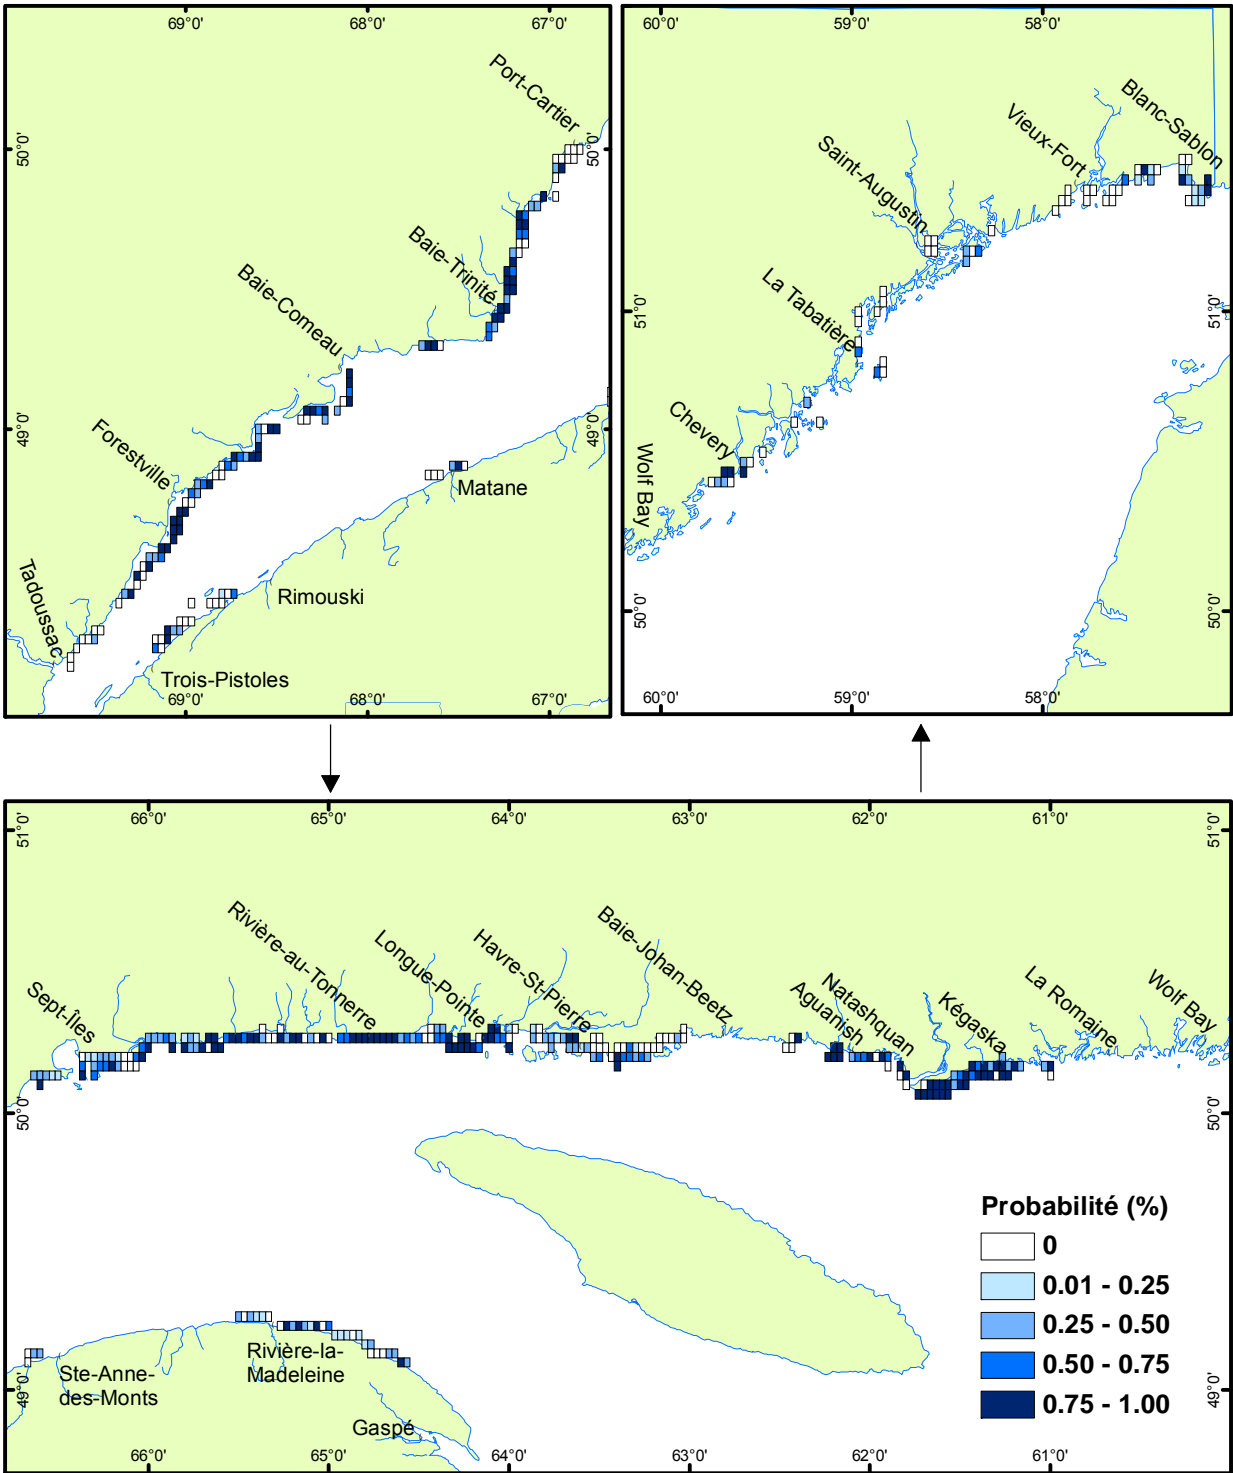 69°0'
68°0'
67°0'
Port-Cartier
50°0'
50°0'
Baie-Trinité
Baie-Comeau
49°0'
49°0'
Forestville
Matane
Tadoussac
Rimouski
Trois-Pistoles
69°0'
68°0'
67°0'
60°0'
59°0'
58°0'
Blanc-Sablon
Vieux-Fort
Saint-Augustin
51°0'
51°0'
La Tabatière
Chevery
Wolf Bay
50°0'
50°0'
60°0'
59°0'
58°0'
66°0'
65°0'
64°0'
63°0'
62°0'
61°0'
51°0'
51°0'
Sept-Îles
Rivière-au-Tonnerre
Longue-Pointe
Havre-St-Pierre
Baie-Johan-Beetz
Aguanish
Natashquan
Kégaska
La Romaine
Wolf Bay
50°0'
50°0'
Probabilité (%)
0
0.01 - 0.25
0.25 - 0.50
0.50 - 0.75
0.75 - 1.00
Ste-Anne-
des-Monts
Rivière-la-
Madeleine
Gaspé
49°0'
49°0'
66°0'
65°0'
64°0'
63°0'
62°0'
61°0'